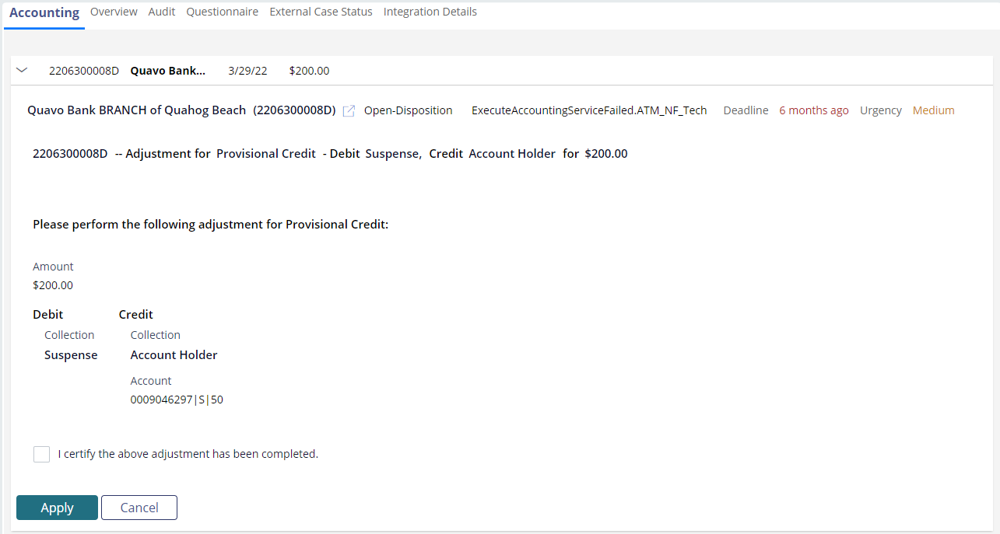 Accounting Overview Audit Questionnaire External Case Status Integration Details
2206300008D Quavo Bank... 3/29/22 $200.00
Quavo Bank BRANCH of Quahog Beach (2206300008D) Open-Disposition ExecuteAccountingServiceFailed.ATM_NF_Tech Deadline 6 months ago Urgency Medium
2206300008D -- Adjustment for Provisional Credit - Debit Suspense, Credit Account Holder for $200.00
Please perform the following adjustment for Provisional Credit:
Amount
$200.00
Debit Credit
Collection Collection
Suspense Account Holder
Account
0009046297|S|50
I certify the above adjustment has been completed.
Apply Cancel